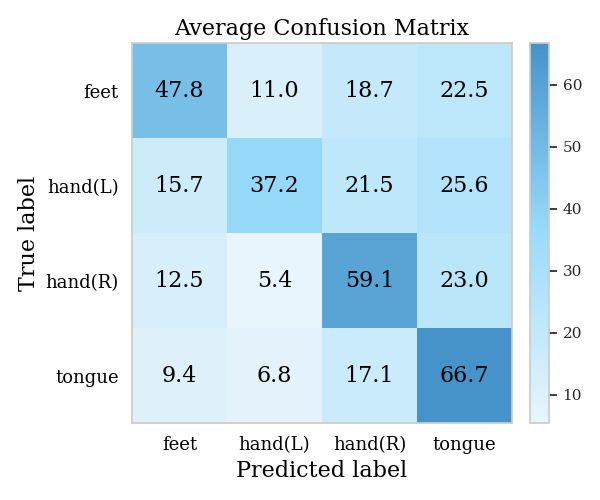 Average Confusion Matrix
feet 47.8 11.0 18.7 22.5
hand(L) 15.7 37.2 21.5 25.6
hand(R) 12.5 5.4 59.1 23.0
tongue 9.4 6.8 17.1 66.7
feet hand(L) hand(R) tongue
Predicted label
True label
60
50
40
30
20
10